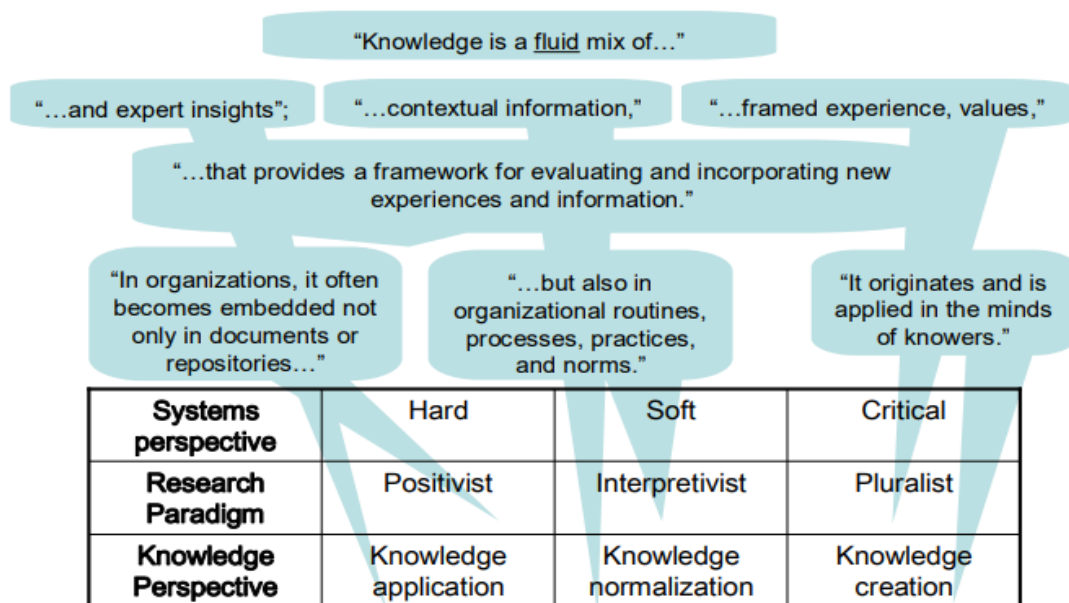 “Knowledge is a fluid mix of…”
“…and expert insights”;
“…contextual information,”
“…framed experience, values,”
“…that provides a framework for evaluating and incorporating new
experiences and information.”
“In organizations, it often
becomes embedded not
only in documents or
repositories…”
“…but also in
organizational routines,
processes, practices,
and norms.”
“It originates and is
applied in the minds
of knowers.”
Systems
perspective
Hard
Soft
Critical
Research
Paradigm
Positivist
Interpretivist
Pluralist
Knowledge
Perspective
Knowledge
application
Knowledge
normalization
Knowledge
creation